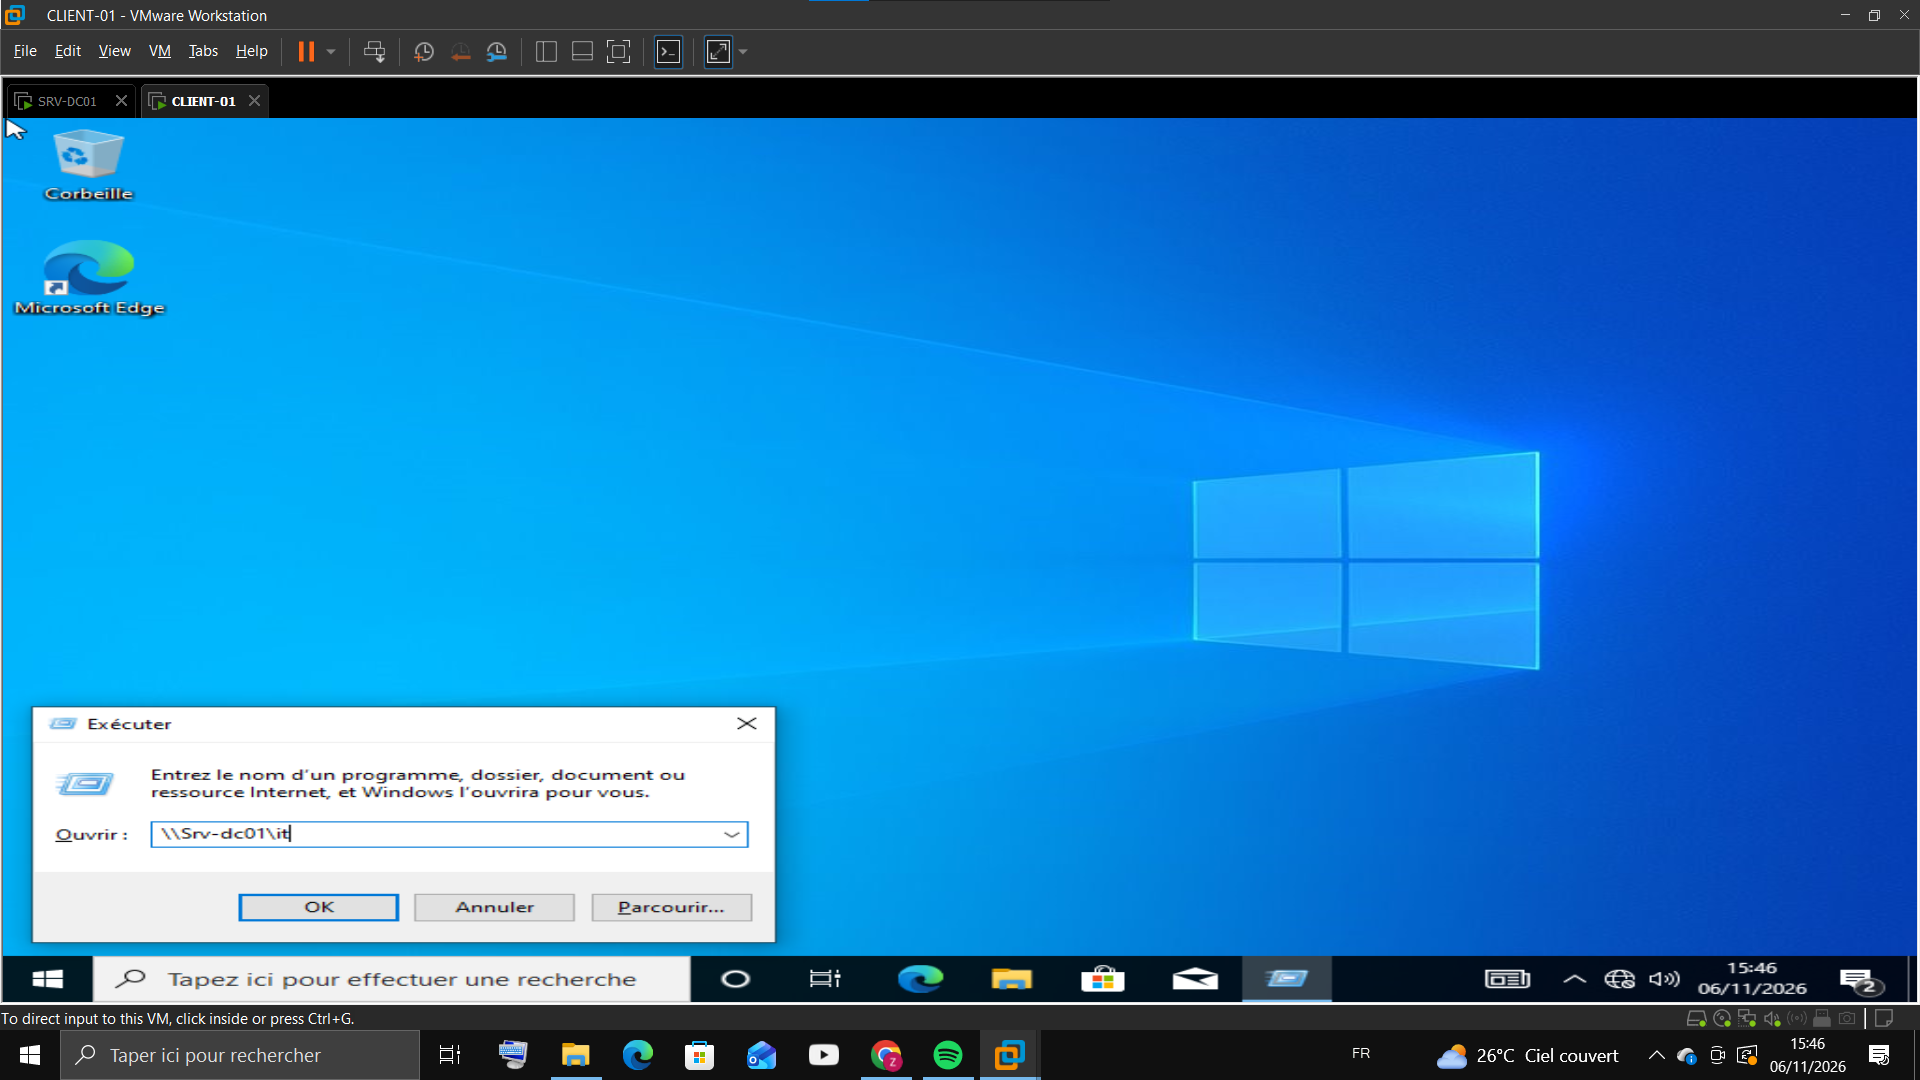 CLIENT-01 - VMware Workstation
File Edit View VM Tabs Help
SRV-DC01 CLIENT-01
Corbeille
Microsoft Edge
Exécuter
Entrez le nom d'un programme, dossier, document ou
ressource Internet, et Windows l'ouvrira pour vous.
Ouvrir : \\Srv-dc01\it
OK Annuler Parcourir...
Tapez ici pour effectuer une recherche
15:46
06/11/2026
2
To direct input to this VM, click inside or press Ctrl+G.
Taper ici pour rechercher
FR
26°C Ciel couvert
15:46
06/11/2026